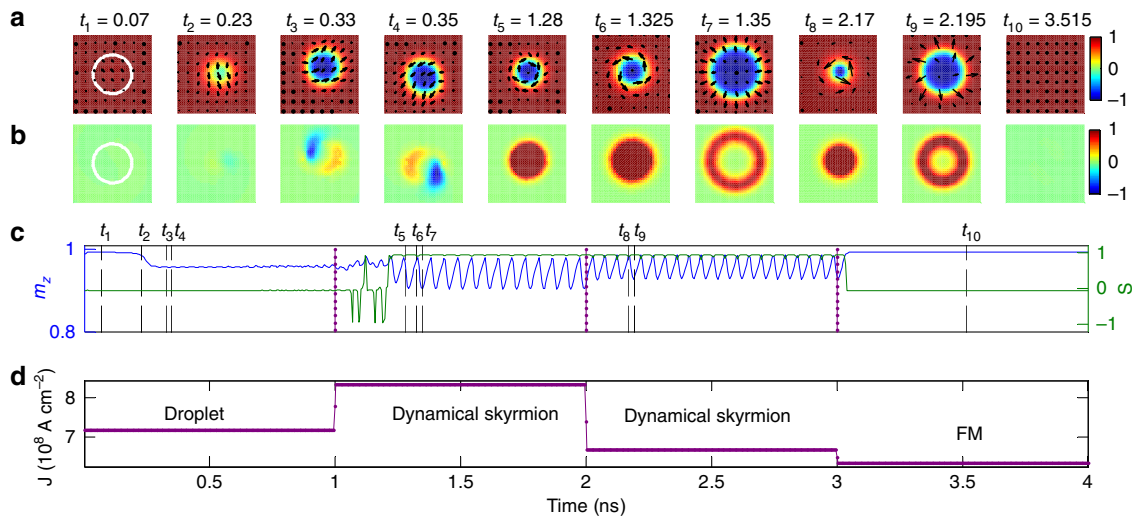 a t1 = 0.07 t2 = 0.23 t3 = 0.33 t4 = 0.35 t5 = 1.28 t6 = 1.325 t7 = 1.35 t8 = 2.17 t9 = 2.195 t10 = 3.515
1
0
−1
b
1
0
−1
c t1 t2 t3 t4 t5 t6 t7 t8 t9 t10
1
0.8
mz
1
0
−1
S
d
8
7
J (10⁸ A cm⁻²)
Droplet
Dynamical skyrmion
Dynamical skyrmion
FM
0.5 1 1.5 2 2.5 3 3.5 4
Time (ns)